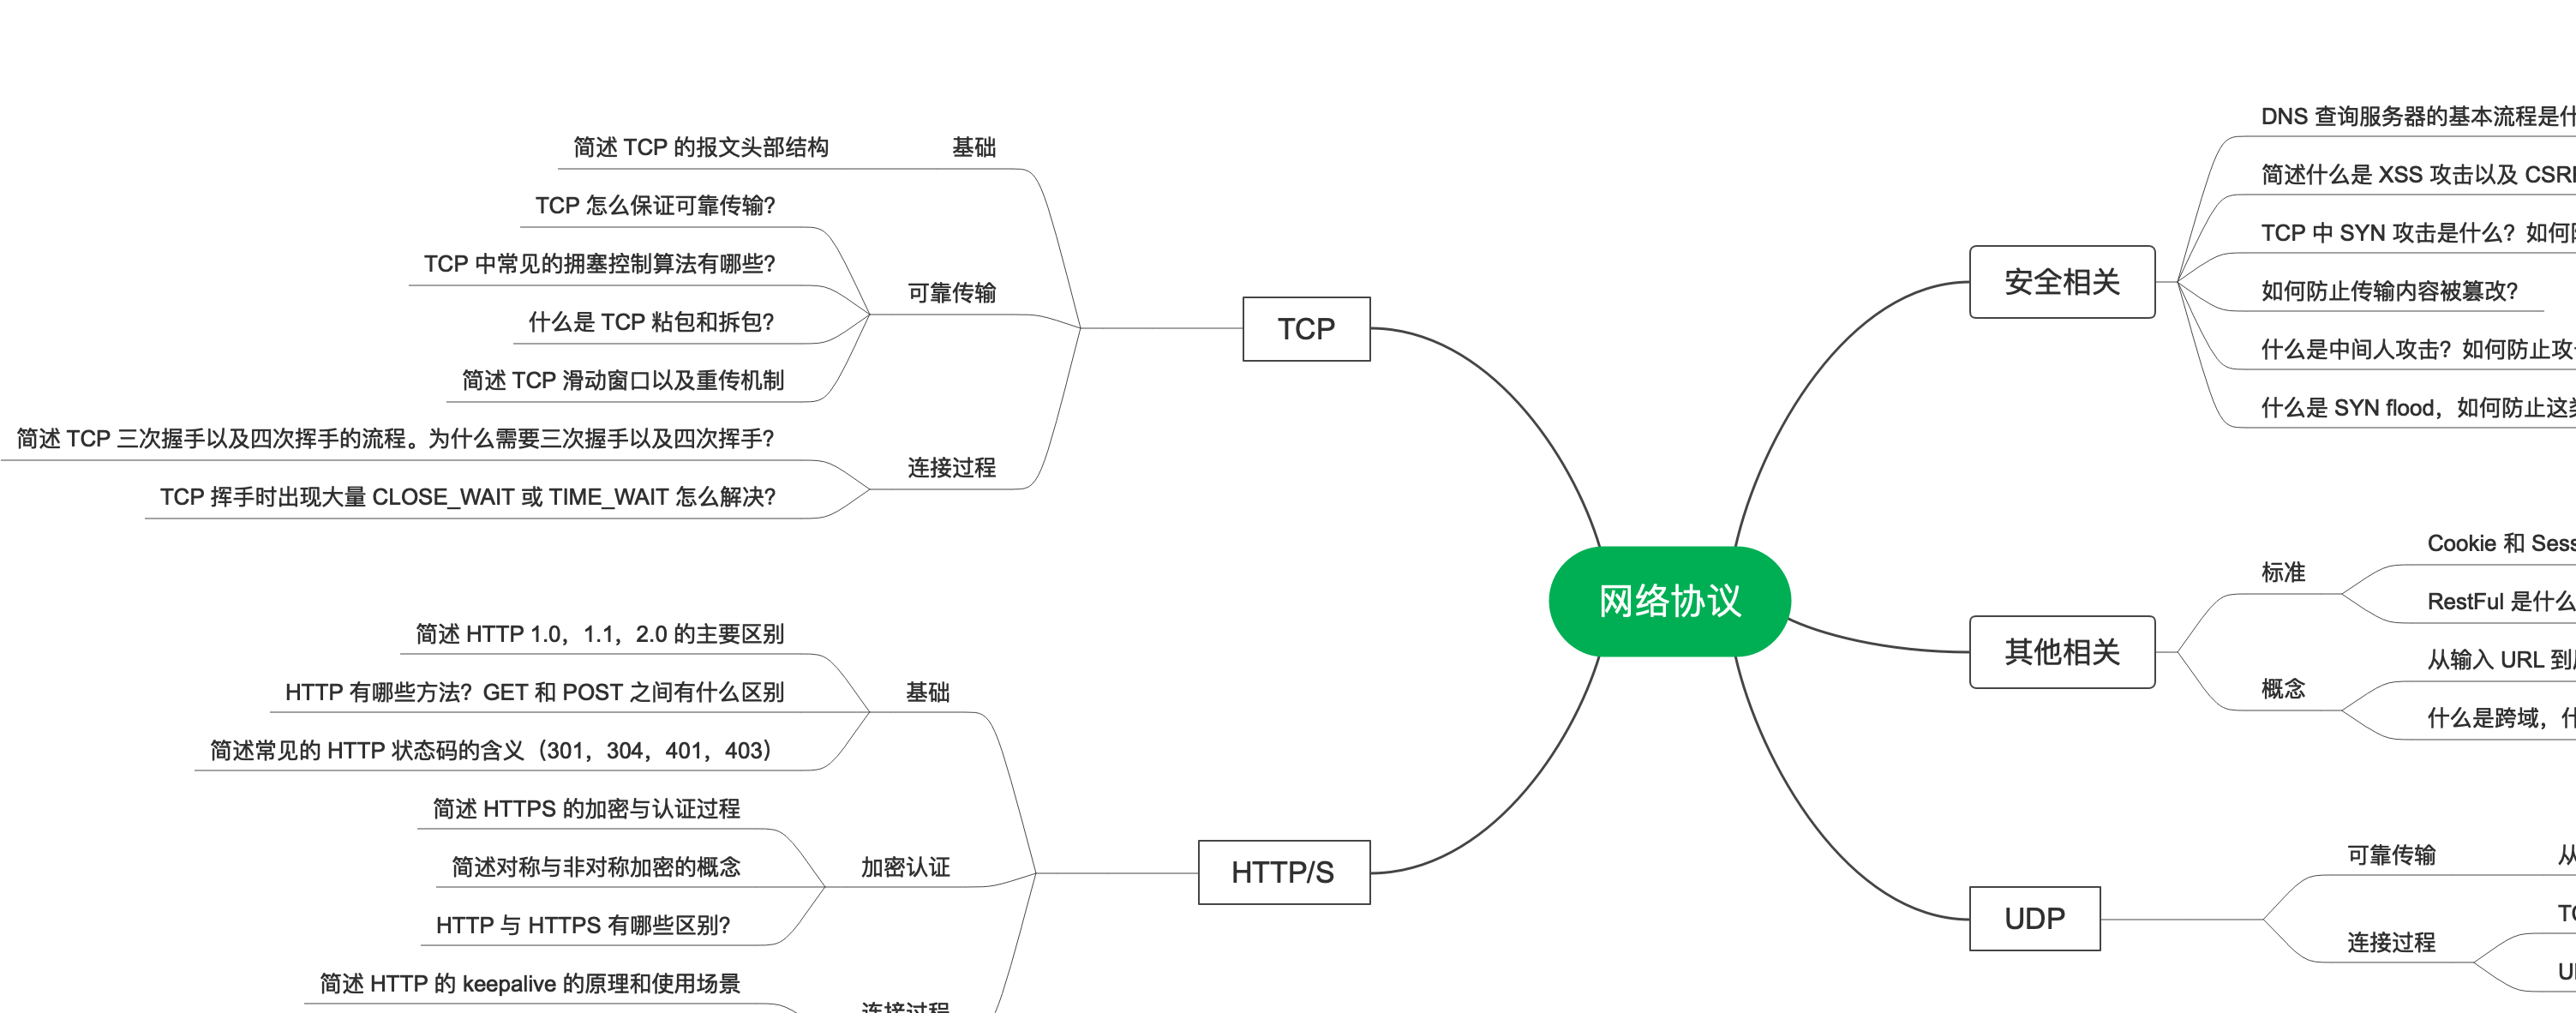 网络协议
TCP
基础
简述 TCP 的报文头部结构
可靠传输
TCP 怎么保证可靠传输?
TCP 中常见的拥塞控制算法有哪些?
什么是 TCP 粘包和拆包?
简述 TCP 滑动窗口以及重传机制
连接过程
简述 TCP 三次握手以及四次挥手的流程。为什么需要三次握手以及四次挥手?
TCP 挥手时出现大量 CLOSE_WAIT 或 TIME_WAIT 怎么解决?
HTTP/S
基础
简述 HTTP 1.0，1.1，2.0 的主要区别
HTTP 有哪些方法？GET 和 POST 之间有什么区别
简述常见的 HTTP 状态码的含义（301，304，401，403）
加密认证
简述 HTTPS 的加密与认证过程
简述对称与非对称加密的概念
HTTP 与 HTTPS 有哪些区别？
连接过程
简述 HTTP 的 keepalive 的原理和使用场景
安全相关
DNS 查询服务器的基本流程是什
简述什么是 XSS 攻击以及 CSR
TCP 中 SYN 攻击是什么？如何
如何防止传输内容被篡改?
什么是中间人攻击？如何防止攻
什么是 SYN flood，如何防止这
其他相关
标准
Cookie 和 Sess
RestFul 是什么
概念
从输入 URL 到
什么是跨域，什
UDP
可靠传输
从
连接过程
T
U